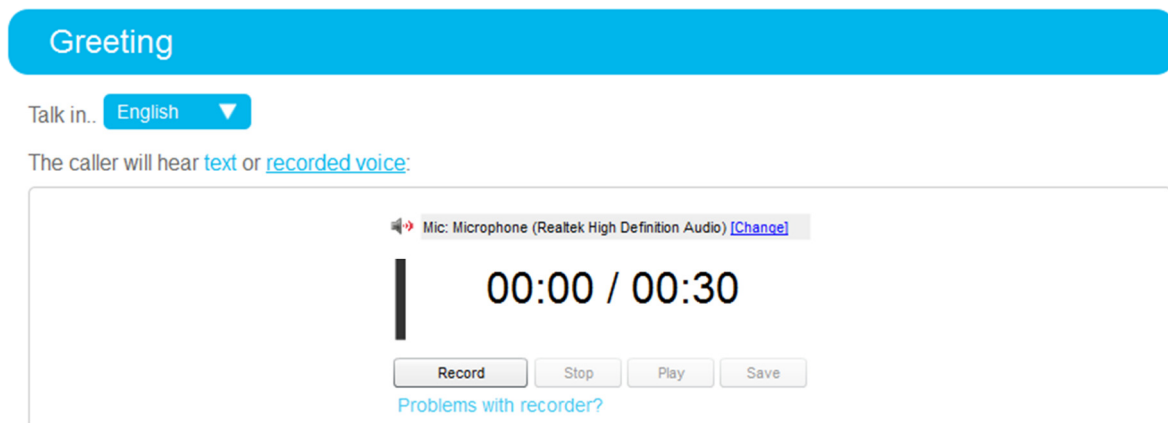 Greeting
Talk in.. English
The caller will hear text or recorded voice:
Mic: Microphone (Realtek High Definition Audio) [Change]
00:00 / 00:30
Record Stop Play Save
Problems with recorder?